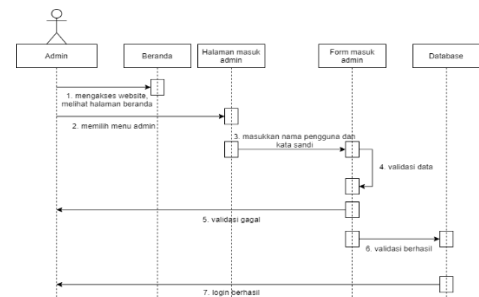 Admin
Beranda
Halaman masuk
admin
Form masuk
admin
Database
1. mengakses website,
melihat halaman beranda
2. memilih menu admin
3. masukkan nama pengguna dan
kata sandi
4. validasi data
5. validasi gagal
6. validasi berhasil
7. login berhasil